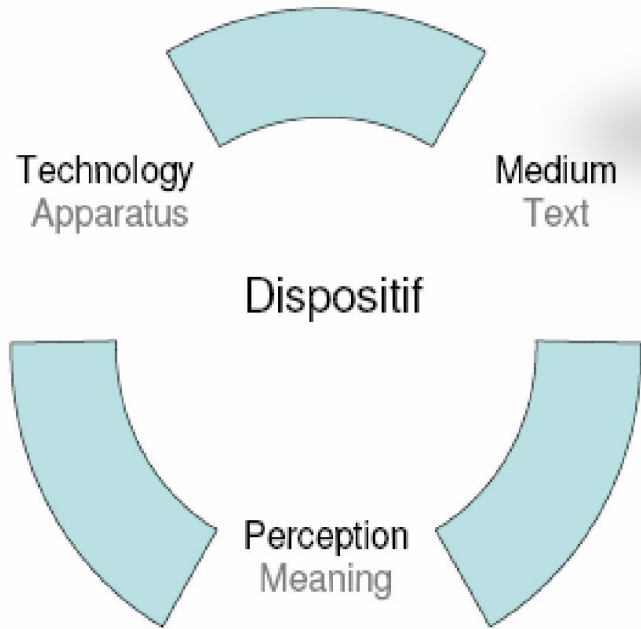 Technology
Apparatus
Medium
Text
Dispositif
Perception
Meaning